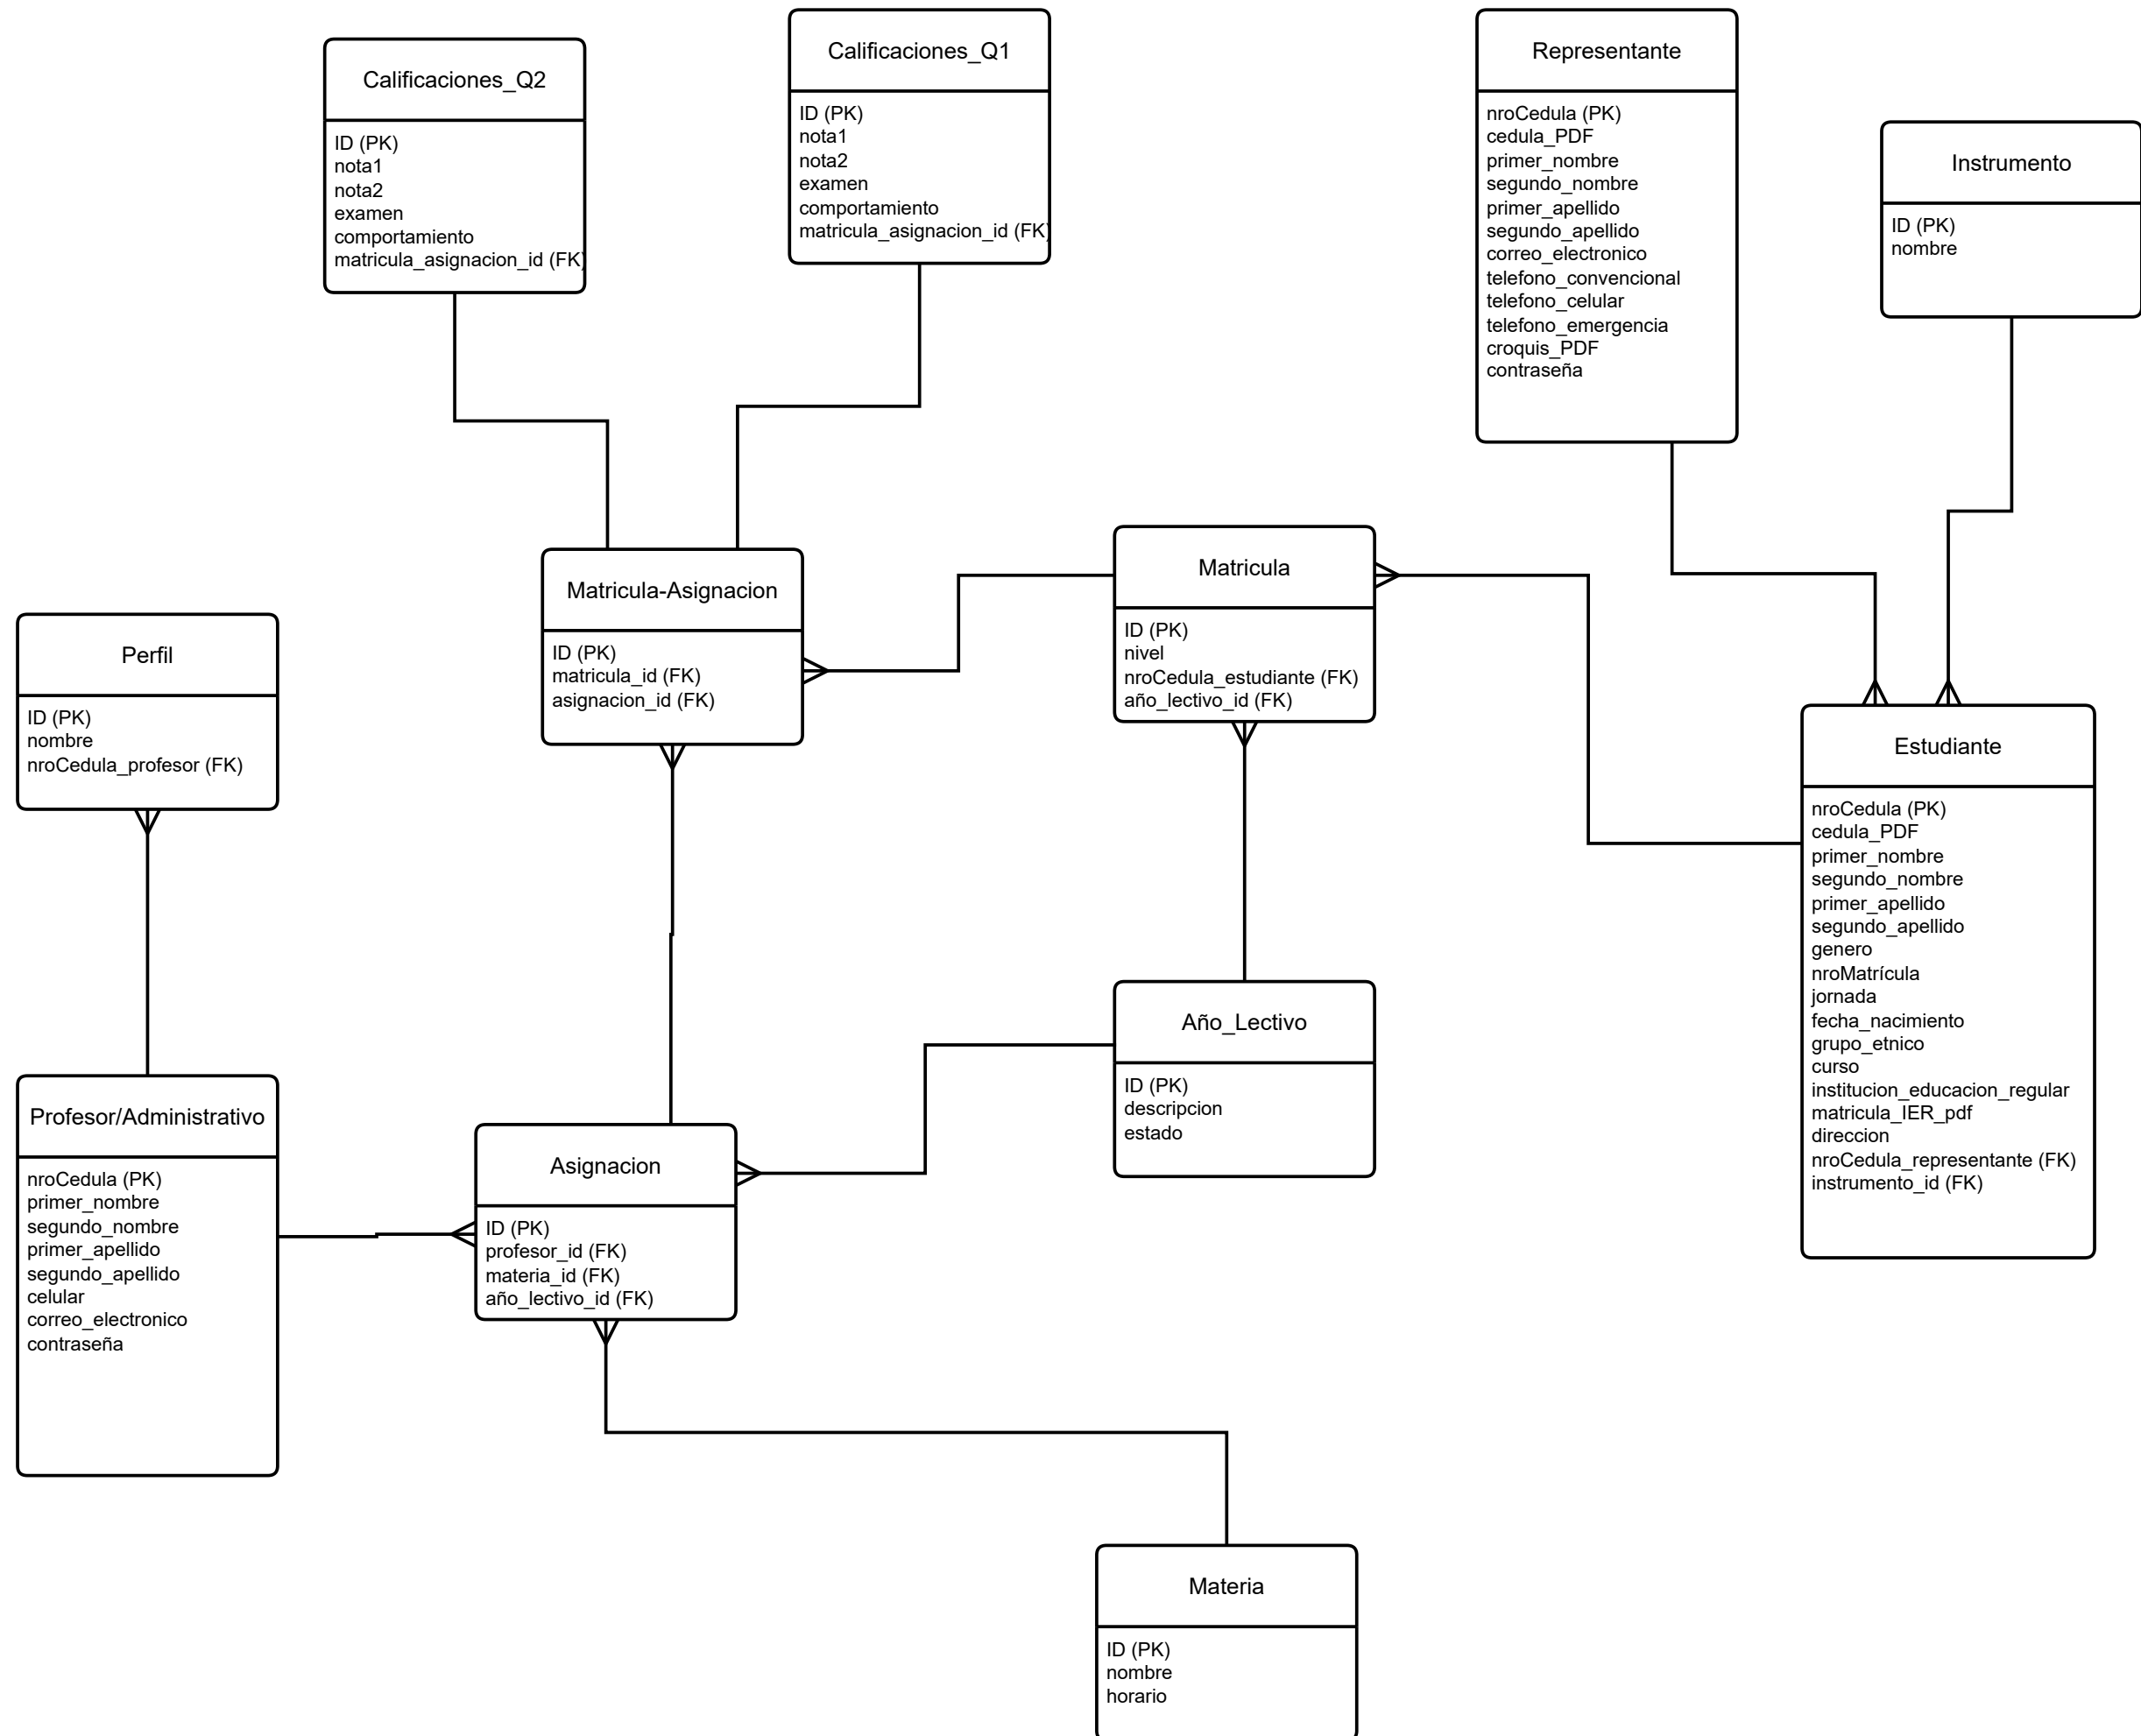 Calificaciones_Q2
ID (PK)
nota1
nota2
examen
comportamiento
matricula_asignacion_id (FK)
Calificaciones_Q1
ID (PK)
nota1
nota2
examen
comportamiento
matricula_asignacion_id (FK)
Representante
nroCedula (PK)
cedula_PDF
primer_nombre
segundo_nombre
primer_apellido
segundo_apellido
correo_electronico
telefono_convencional
telefono_celular
telefono_emergencia
croquis_PDF
contraseña
Instrumento
ID (PK)
nombre
Matricula-Asignacion
ID (PK)
matricula_id (FK)
asignacion_id (FK)
Matricula
ID (PK)
nivel
nroCedula_estudiante (FK)
año_lectivo_id (FK)
Perfil
ID (PK)
nombre
nroCedula_profesor (FK)
Estudiante
nroCedula (PK)
cedula_PDF
primer_nombre
segundo_nombre
primer_apellido
segundo_apellido
genero
nroMatrícula
jornada
fecha_nacimiento
grupo_etnico
curso
institucion_educacion_regular
matricula_IER_pdf
direccion
nroCedula_representante (FK)
instrumento_id (FK)
Año_Lectivo
ID (PK)
descripcion
estado
Profesor/Administrativo
nroCedula (PK)
primer_nombre
segundo_nombre
primer_apellido
segundo_apellido
celular
correo_electronico
contraseña
Asignacion
ID (PK)
profesor_id (FK)
materia_id (FK)
año_lectivo_id (FK)
Materia
ID (PK)
nombre
horario